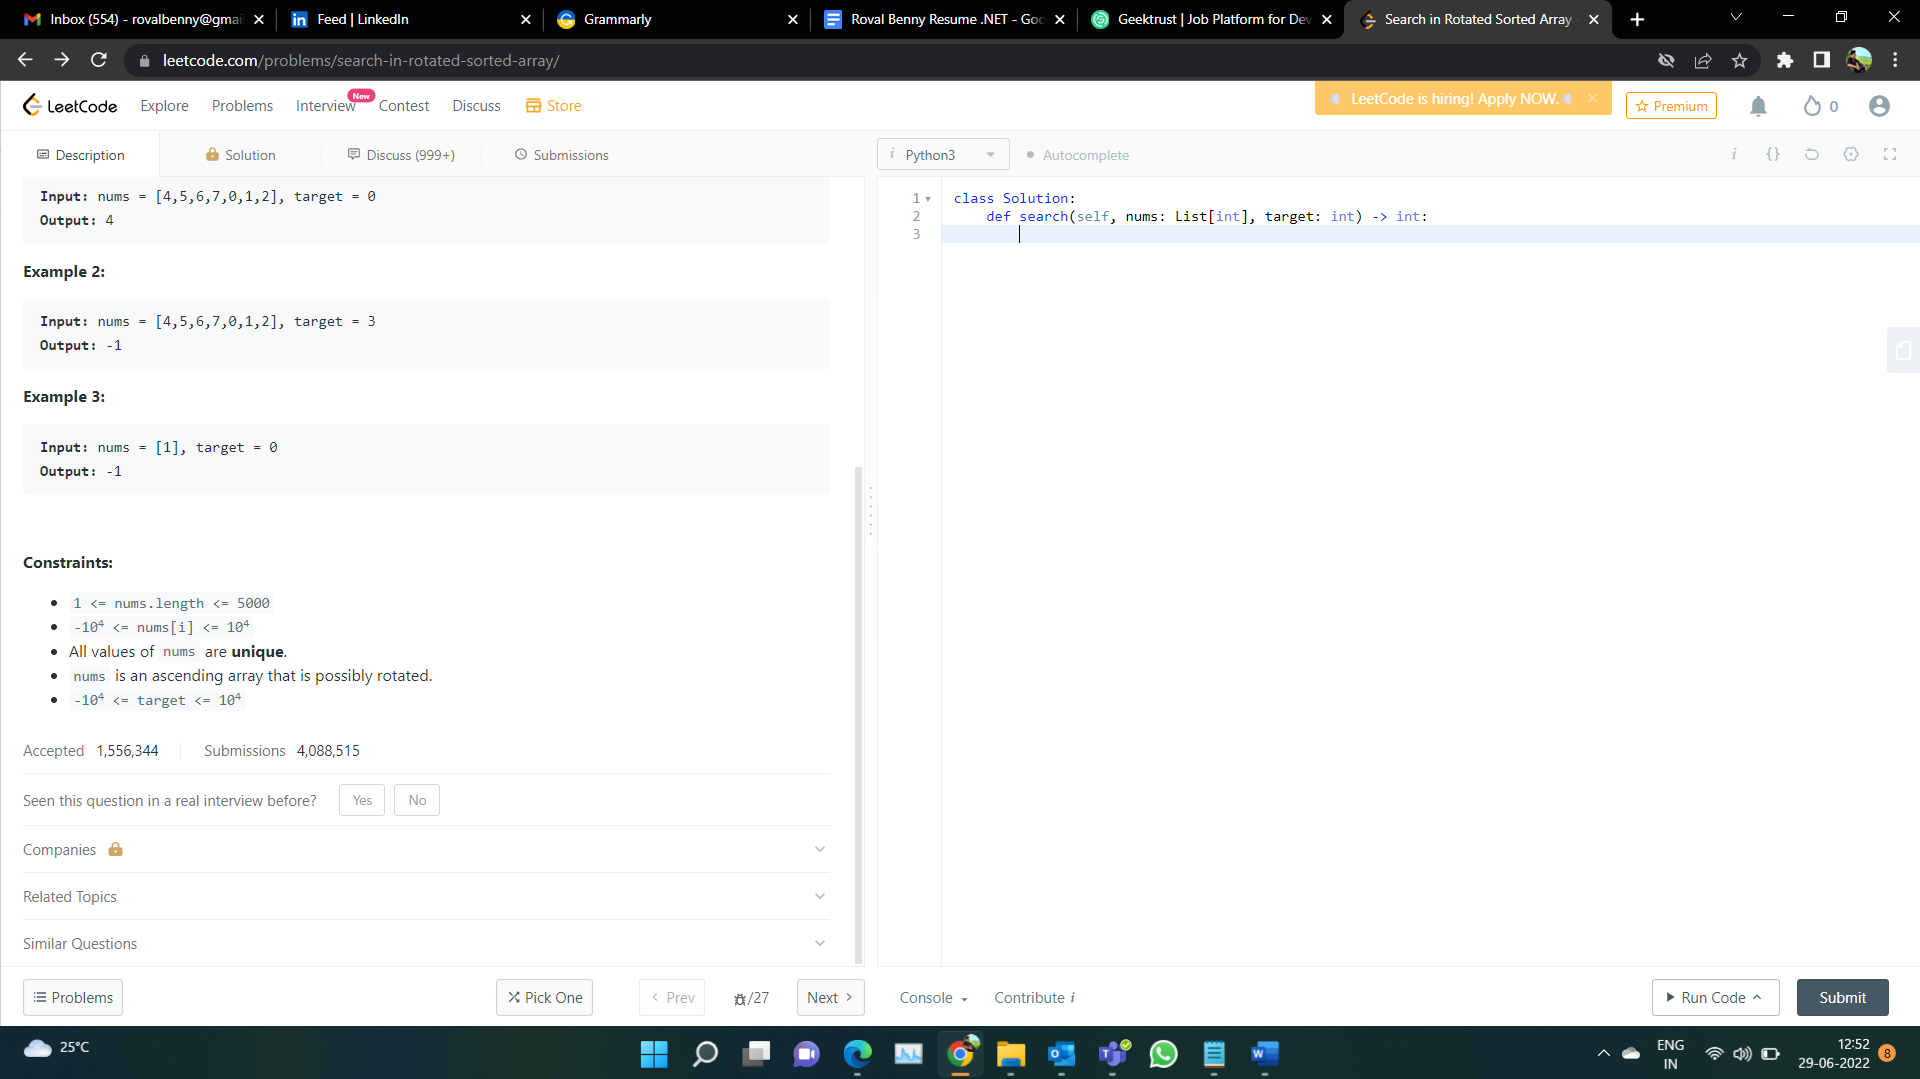 Inbox (554) - rovalbenny@gmai
Feed | LinkedIn
Grammarly
Roval Benny Resume .NET - Goo
Geektrust | Job Platform for Dev
Search in Rotated Sorted Array
leetcode.com/problems/search-in-rotated-sorted-array/
LeetCode
Explore
Problems
Interview
New
Contest
Discuss
Store
LeetCode is hiring! Apply NOW.
Premium
0
Description
Solution
Discuss (999+)
Submissions
i Python3
Autocomplete
i
{}
Input: nums = [4,5,6,7,0,1,2], target = 0
Output: 4
Example 2:
Input: nums = [4,5,6,7,0,1,2], target = 3
Output: -1
Example 3:
Input: nums = [1], target = 0
Output: -1
Constraints:
1 <= nums.length <= 5000
-10⁴ <= nums[i] <= 10⁴
All values of nums are unique.
nums is an ascending array that is possibly rotated.
-10⁴ <= target <= 10⁴
Accepted 1,556,344
Submissions 4,088,515
Seen this question in a real interview before?
Yes
No
Companies
Related Topics
Similar Questions
1 class Solution:
2 def search(self, nums: List[int], target: int) -> int:
3
Problems
Pick One
Prev
/27
Next
Console
Contribute i
Run Code
Submit
25°C
ENG
IN
12:52
29-06-2022
8